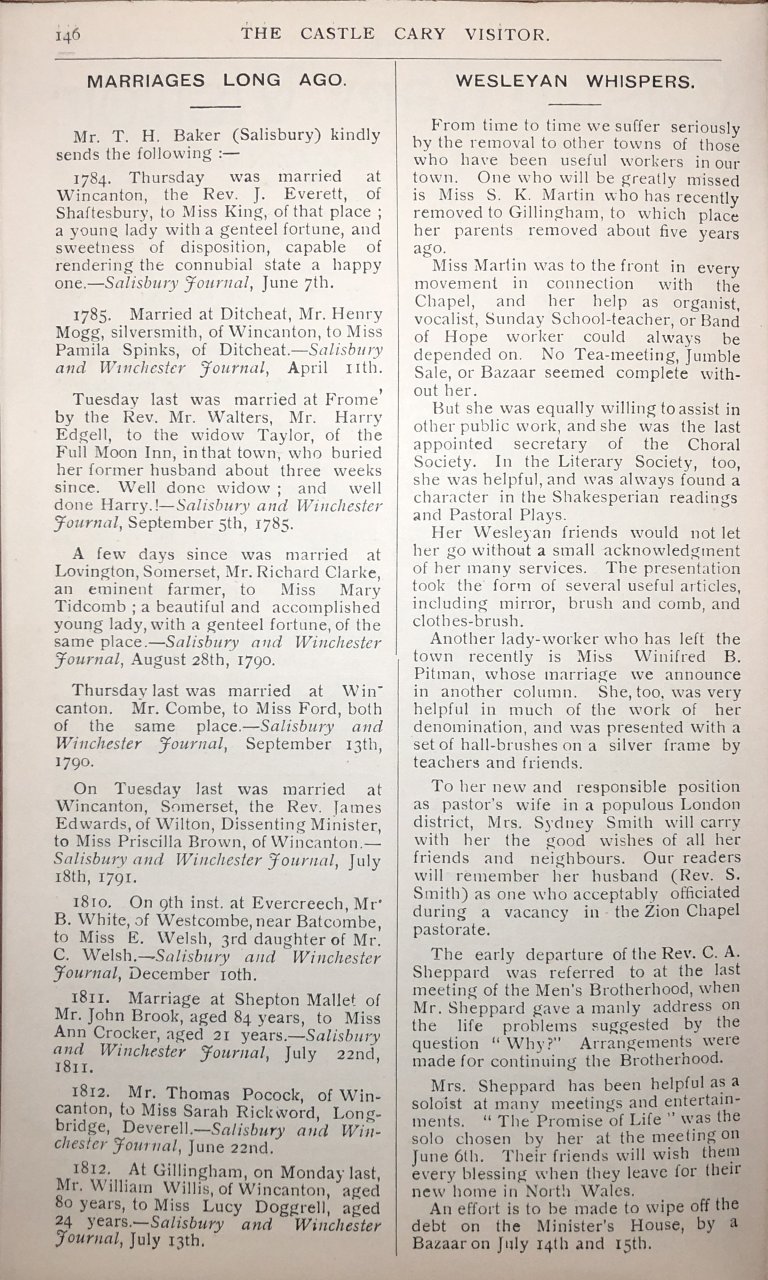 146
THE CASTLE CARY VISITOR.
MARRIAGES LONG AGO.
Mr. T. H. Baker (Salisbury) kindly
sends the following :—
1784. Thursday was married at
Wincanton, the Rev. J. Everett, of
Shaftesbury, to Miss King, of that place ;
a young lady with a genteel fortune, and
sweetness of disposition, capable of
rendering the connubial state a happy
one.—Salisbury Journal, June 7th.
1785. Married at Ditcheat, Mr. Henry
Mogg, silversmith, of Wincanton, to Miss
Pamila Spinks, of Ditcheat.—Salisbury
and Winchester Journal, April 11th.
Tuesday last was married at Frome'
by the Rev. Mr. Walters, Mr. Harry
Edgell, to the widow Taylor, of the
Full Moon Inn, in that town, who buried
her former husband about three weeks
since. Well done widow ; and well
done Harry.!—Salisbury and Winchester
Journal, September 5th, 1785.
A few days since was married at
Lovington, Somerset, Mr. Richard Clarke,
an eminent farmer, to Miss Mary
Tidcomb ; a beautiful and accomplished
young lady, with a genteel fortune, of the
same place.—Salisbury and Winchester
Journal, August 28th, 1790.
Thursday last was married at Win-
canton. Mr. Combe, to Miss Ford, both
of the same place.—Salisbury and
Winchester Journal, September 13th,
1790.
On Tuesday last was married at
Wincanton, Somerset, the Rev. James
Edwards, of Wilton, Dissenting Minister,
to Miss Priscilla Brown, of Wincanton.—
Salisbury and Winchester Journal, July
18th, 1791.
1810. On 9th inst. at Evercreech, Mr·
B. White, of Westcombe, near Batcombe,
to Miss E. Welsh, 3rd daughter of Mr.
C. Welsh.—Salisbury and Winchester
Journal, December 10th.
1811. Marriage at Shepton Mallet of
Mr. John Brook, aged 84 years, to Miss
Ann Crocker, aged 21 years.—Salisbury
and Winchester Journal, July 22nd,
1811.
1812. Mr. Thomas Pocock, of Win-
canton, to Miss Sarah Rickword, Long-
bridge, Deverell.—Salisbury and Win-
chester Journal, June 22nd.
1812. At Gillingham, on Monday last,
Mr. William Willis, of Wincanton, aged
80 years, to Miss Lucy Doggrell, aged
24 years.—Salisbury and Winchester
Journal, July 13th.
WESLEYAN WHISPERS.
From time to time we suffer seriously
by the removal to other towns of those
who have been useful workers in our
town. One who will be greatly missed
is Miss S. K. Martin who has recently
removed to Gillingham, to which place
her parents removed about five years
ago.
Miss Martin was to the front in every
movement in connection with the
Chapel, and her help as organist,
vocalist, Sunday School-teacher, or Band
of Hope worker could always be
depended on. No Tea-meeting, Jumble
Sale, or Bazaar seemed complete with-
out her.
But she was equally willing to assist in
other public work, and she was the last
appointed secretary of the Choral
Society. In the Literary Society, too,
she was helpful, and was always found a
character in the Shakesperian readings
and Pastoral Plays.
Her Wesleyan friends would not let
her go without a small acknowledgment
of her many services. The presentation
took the form of several useful articles,
including mirror, brush and comb, and
clothes-brush.
Another lady-worker who has left the
town recently is Miss Winifred B.
Pitman, whose marriage we announce
in another column. She, too, was very
helpful in much of the work of her
denomination, and was presented with a
set of hall-brushes on a silver frame by
teachers and friends.
To her new and responsible position
as pastor's wife in a populous London
district, Mrs. Sydney Smith will carry
with her the good wishes of all her
friends and neighbours. Our readers
will remember her husband (Rev. S.
Smith) as one who acceptably officiated
during a vacancy in the Zion Chapel
pastorate.
The early departure of the Rev. C. A.
Sheppard was referred to at the last
meeting of the Men's Brotherhood, when
Mr. Sheppard gave a manly address on
the life problems suggested by the
question "Why?" Arrangements were
made for continuing the Brotherhood.
Mrs. Sheppard has been helpful as a
soloist at many meetings and entertain-
ments. "The Promise of Life" was the
solo chosen by her at the meeting on
June 6th. Their friends will wish them
every blessing when they leave for their
new home in North Wales.
An effort is to be made to wipe off the
debt on the Minister's House, by a
Bazaar on July 14th and 15th.